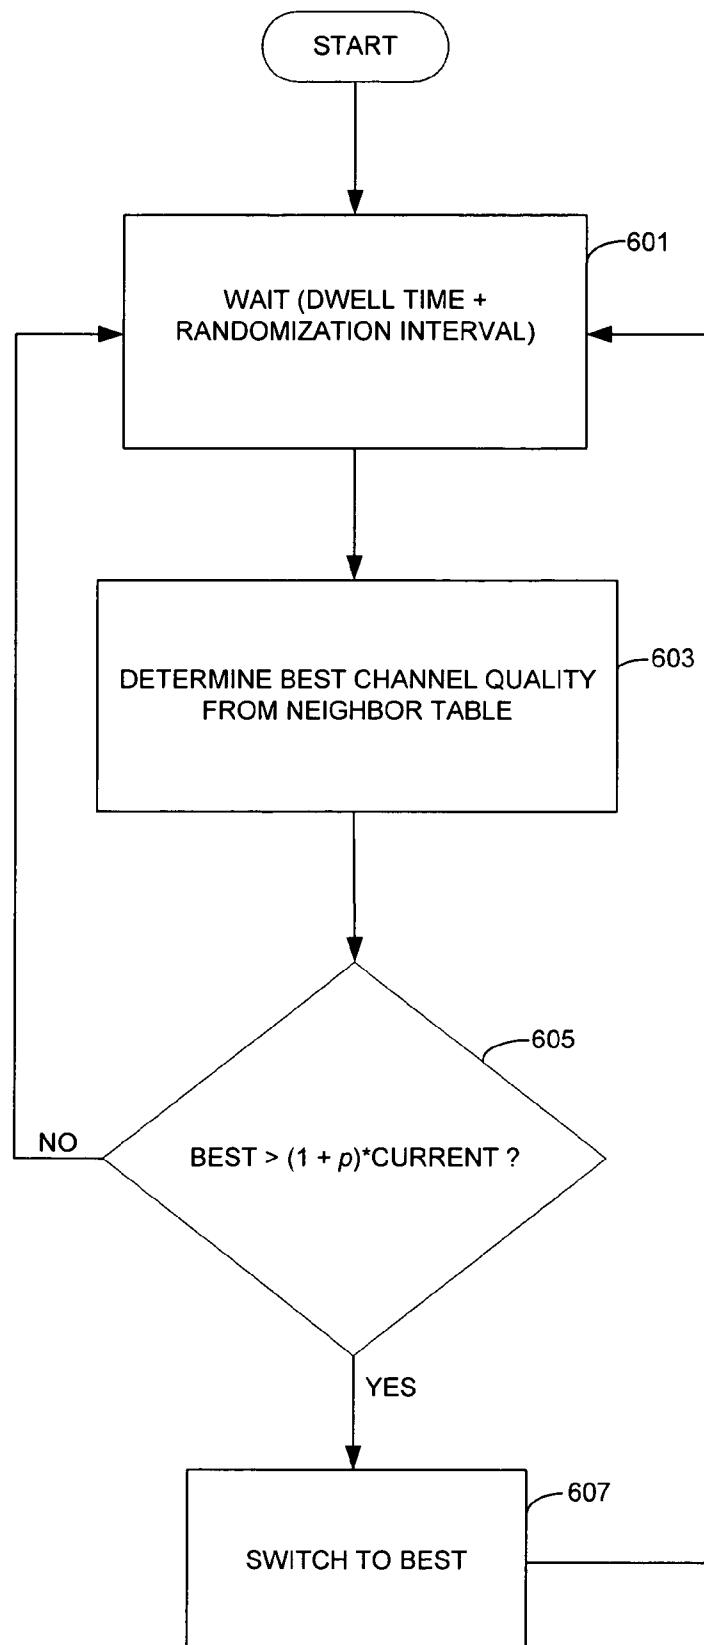 START
601
WAIT (DWELL TIME +
RANDOMIZATION INTERVAL)
603
DETERMINE BEST CHANNEL QUALITY
FROM NEIGHBOR TABLE
605
BEST > (1 + p)*CURRENT ?
NO
YES
607
SWITCH TO BEST